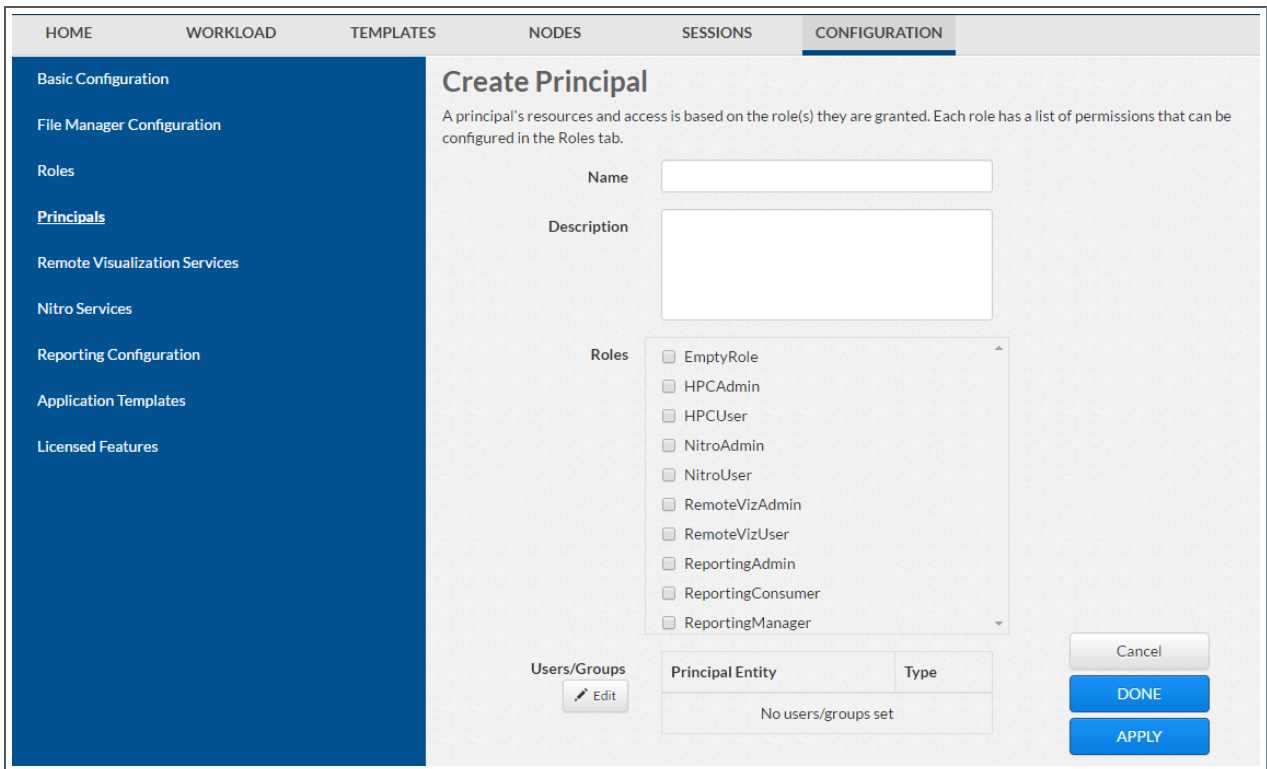 HOME WORKLOAD TEMPLATES NODES SESSIONS CONFIGURATION
Basic Configuration
File Manager Configuration
Roles
Principals
Remote Visualization Services
Nitro Services
Reporting Configuration
Application Templates
Licensed Features
Create Principal
A principal's resources and access is based on the role(s) they are granted. Each role has a list of permissions that can be
configured in the Roles tab.
Name
Description
Roles
EmptyRole
HPCAdmin
HPCUser
NitroAdmin
NitroUser
RemoteVizAdmin
RemoteVizUser
ReportingAdmin
ReportingConsumer
ReportingManager
Users/Groups
Edit
Principal Entity Type
No users/groups set
Cancel
DONE
APPLY